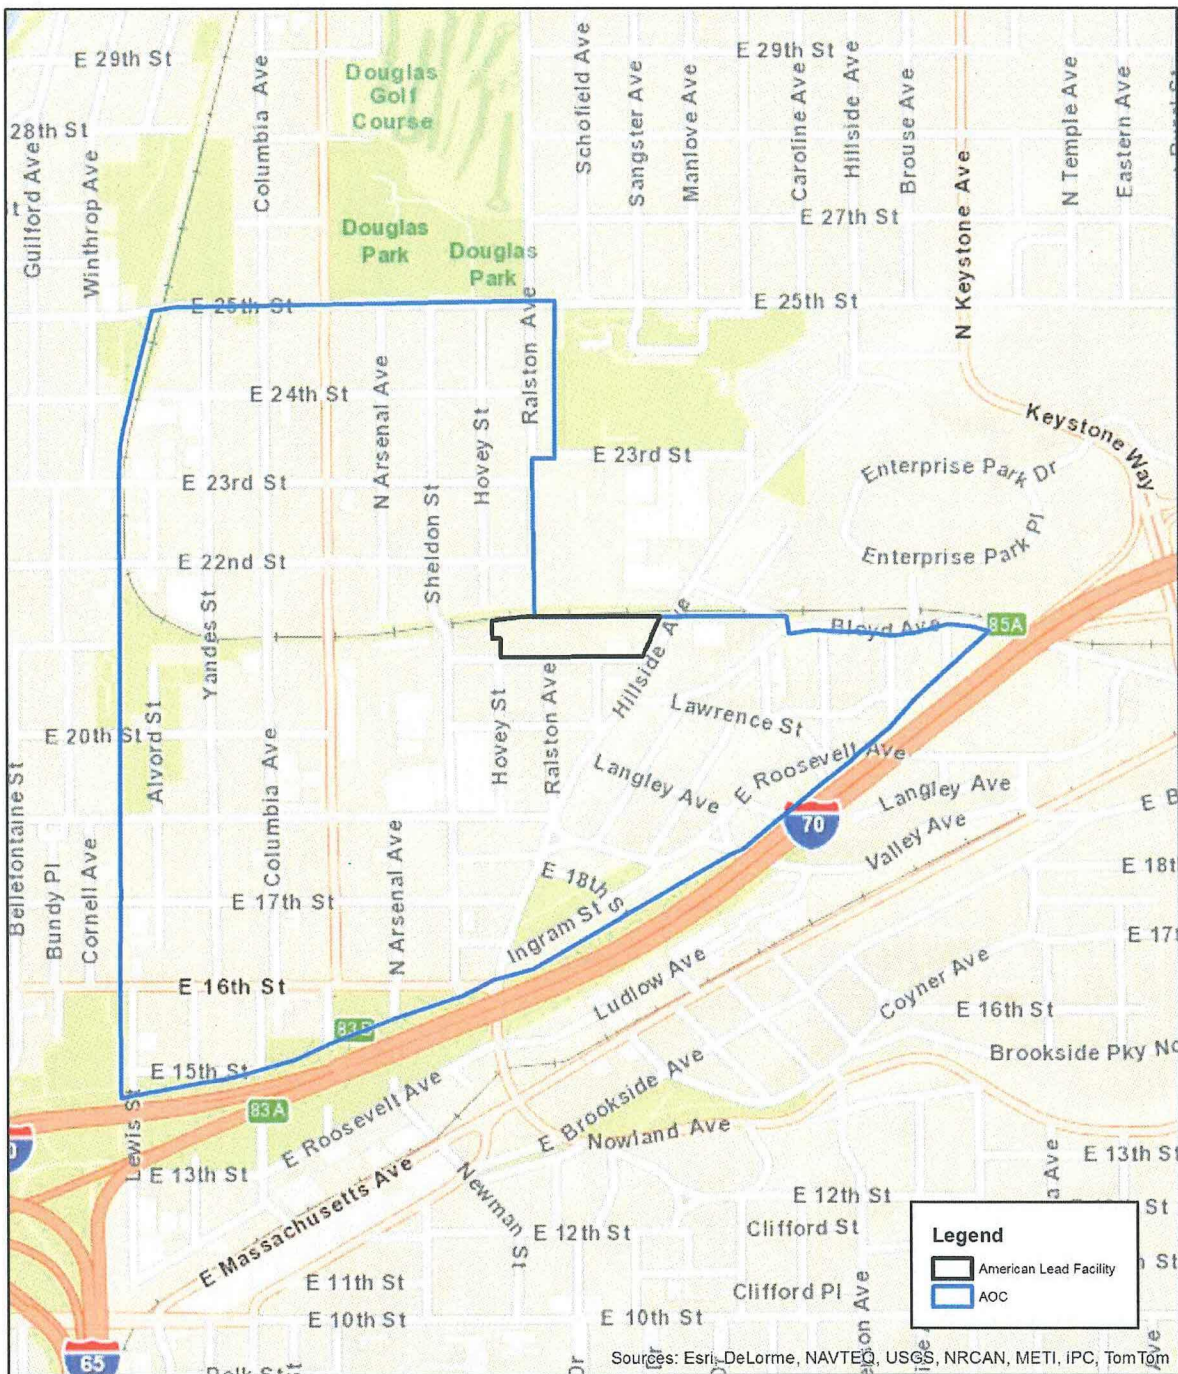 E 29th St
Columbia Ave
Douglas
Golf
Course
Schofield Ave
E 29th St
Sangster Ave
Manlove Ave
Caroline Ave
Hillside Ave
Brouse Ave
N Keystone Ave
N Temple Ave
Eastern Ave
28th St
Guilford Ave
Winthrop Ave
Douglas
Park
Douglas
Park
E 27th St
E 25th St
E 25th St
Ralston Ave
E 24th St
N Arsenal Ave
Hovey St
Sheldon St
E 23rd St
E 23rd St
Keystone Way
Enterprise Park Dr
Enterprise Park Pl
E 22nd St
Yandes St
Hillside Ave
Bloyd Ave
85A
Hovey St
Ralston Ave
Lawrence St
E 20th St
Alvord St
Columbia Ave
Langley Ave
E Roosevelt Ave
70
Langley Ave
Valley Ave
Bellefontaine St
Bundy Pl
Cornell Ave
N Arsenal Ave
E 18th S
E 17th St
Ingram St
E 16th St
Ludlow Ave
Coyner Ave
E 16th St
Brookside Pky No
83B
E 15th St
83A
Lewis St
E Roosevelt Ave
E Brookside Ave
Nowland Ave
E 13th St
E 13th St
E Massachusetts Ave
Newman St
E 12th St
E 12th St
Clifford St
E 11th St
Clifford Pl
E 10th St
E 10th St
65
Legend
American Lead Facility
AOC
Sources: Esri, DeLorme, NAVTEQ, USGS, NRCAN, METI, iPC, TomTom